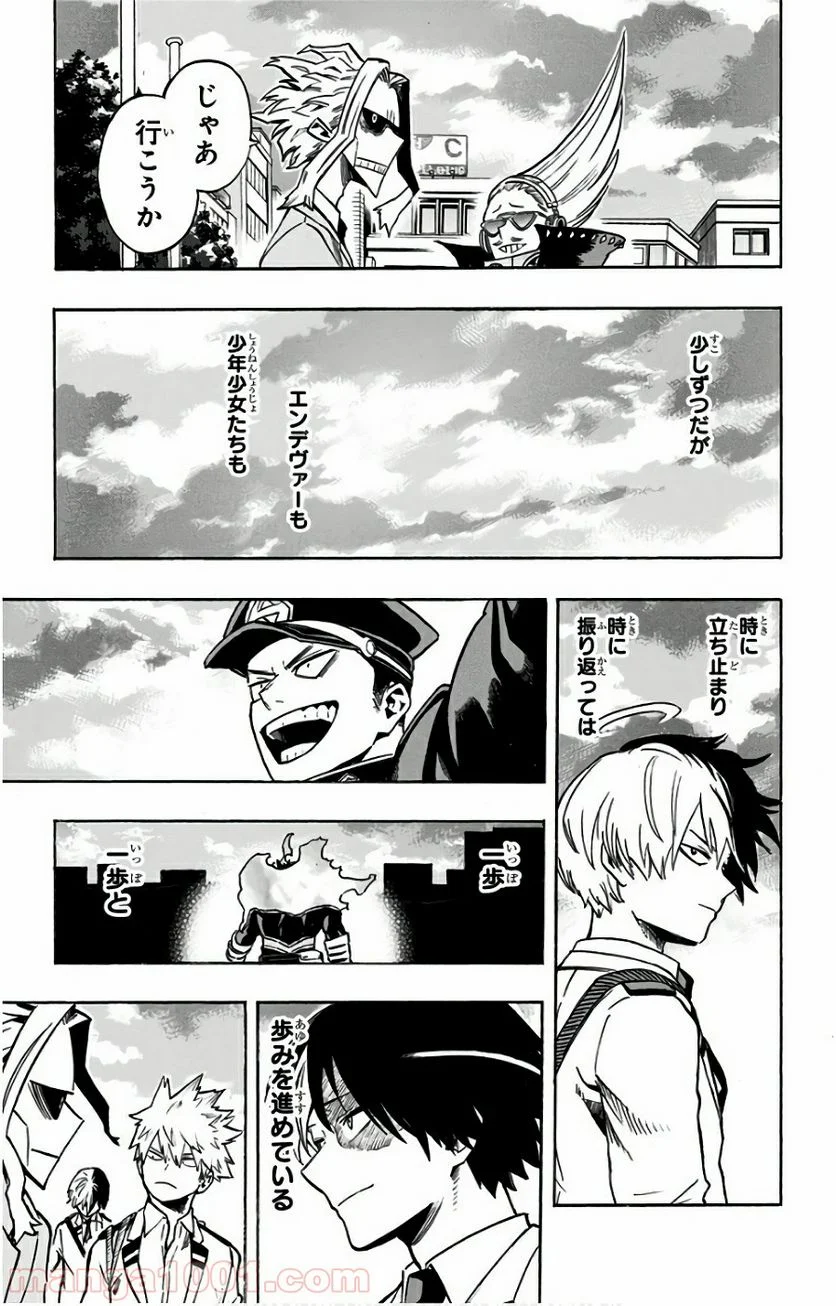 じゃあ
行こうか
C
少しずつだが
エンデヴァーも
少年少女たちも
時に
立ち止まり
時に
振り返っては
一歩
一歩と
歩みを進めている
manga1001.com